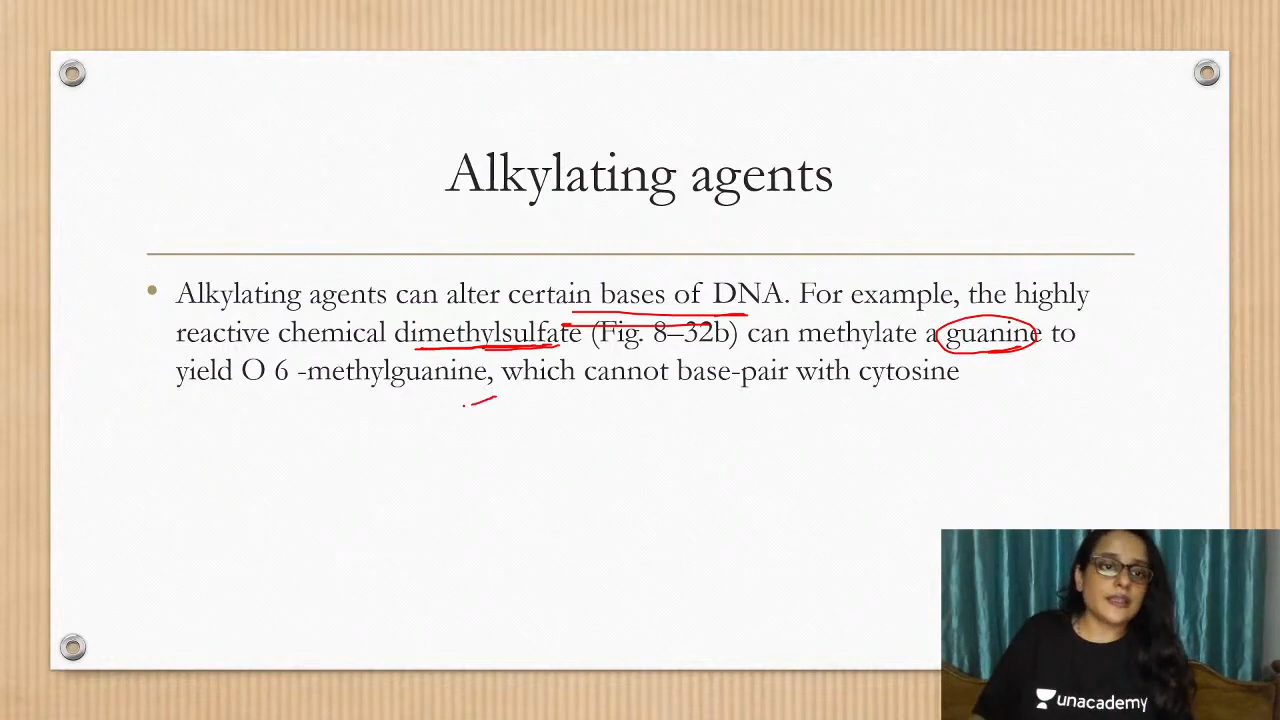 Alkylating agents
• Alkylating agents can alter certain bases of DNA. For example, the highly
reactive chemical dimethylsulfate (Fig. 8–32b) can methylate a guanine to
yield O 6 -methylguanine, which cannot base-pair with cytosine
unacademy